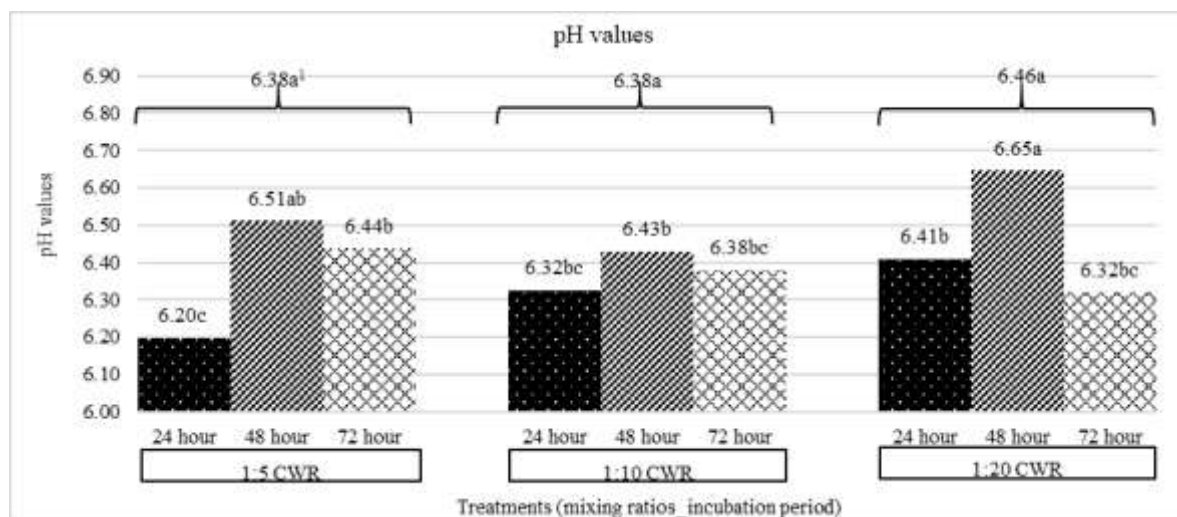 pH values
6.38a¹ 6.38a 6.46a
6.90
6.80
6.70
6.60
6.50
6.40
6.30
6.20
6.10
6.00
pH values
6.20c 6.51ab 6.44b
6.32bc 6.43b 6.38bc
6.41b 6.65a 6.32bc
24 hour 48 hour 72 hour 24 hour 48 hour 72 hour 24 hour 48 hour 72 hour
1:5 CWR 1:10 CWR 1:20 CWR
Treatments (mixing ratios_incubation period)